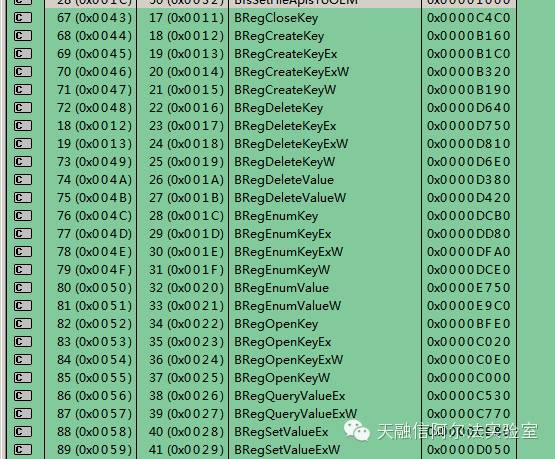 28 (0x001C) 50 (0x0032) BfsSetFileApisToOEM 0x00001000
67 (0x0043) 17 (0x0011) BRegCloseKey 0x0000C4C0
68 (0x0044) 18 (0x0012) BRegCreateKey 0x0000B160
69 (0x0045) 19 (0x0013) BRegCreateKeyEx 0x0000B1C0
70 (0x0046) 20 (0x0014) BRegCreateKeyExW 0x0000B320
71 (0x0047) 21 (0x0015) BRegCreateKeyW 0x0000B190
72 (0x0048) 22 (0x0016) BRegDeleteKey 0x0000D640
18 (0x0012) 23 (0x0017) BRegDeleteKeyEx 0x0000D750
19 (0x0013) 24 (0x0018) BRegDeleteKeyExW 0x0000D810
73 (0x0049) 25 (0x0019) BRegDeleteKeyW 0x0000D6E0
74 (0x004A) 26 (0x001A) BRegDeleteValue 0x0000D380
75 (0x004B) 27 (0x001B) BRegDeleteValueW 0x0000D420
76 (0x004C) 28 (0x001C) BRegEnumKey 0x0000DCB0
77 (0x004D) 29 (0x001D) BRegEnumKeyEx 0x0000DD80
78 (0x004E) 30 (0x001E) BRegEnumKeyExW 0x0000DFA0
79 (0x004F) 31 (0x001F) BRegEnumKeyW 0x0000DCE0
80 (0x0050) 32 (0x0020) BRegEnumValue 0x0000E750
81 (0x0051) 33 (0x0021) BRegEnumValueW 0x0000E9C0
82 (0x0052) 34 (0x0022) BRegOpenKey 0x0000BFE0
83 (0x0053) 35 (0x0023) BRegOpenKeyEx 0x0000C020
84 (0x0054) 36 (0x0024) BRegOpenKeyExW 0x0000C0E0
85 (0x0055) 37 (0x0025) BRegOpenKeyW 0x0000C000
86 (0x0056) 38 (0x0026) BRegQueryValueEx 0x0000C530
87 (0x0057) 39 (0x0027) BRegQueryValueExW 0x0000C770
88 (0x0058) 40 (0x0028) BRegSetValueEx
天融信阿尔法实验室
89 (0x0059) 41 (0x0029) BRegSetValueExW 0x0000D050